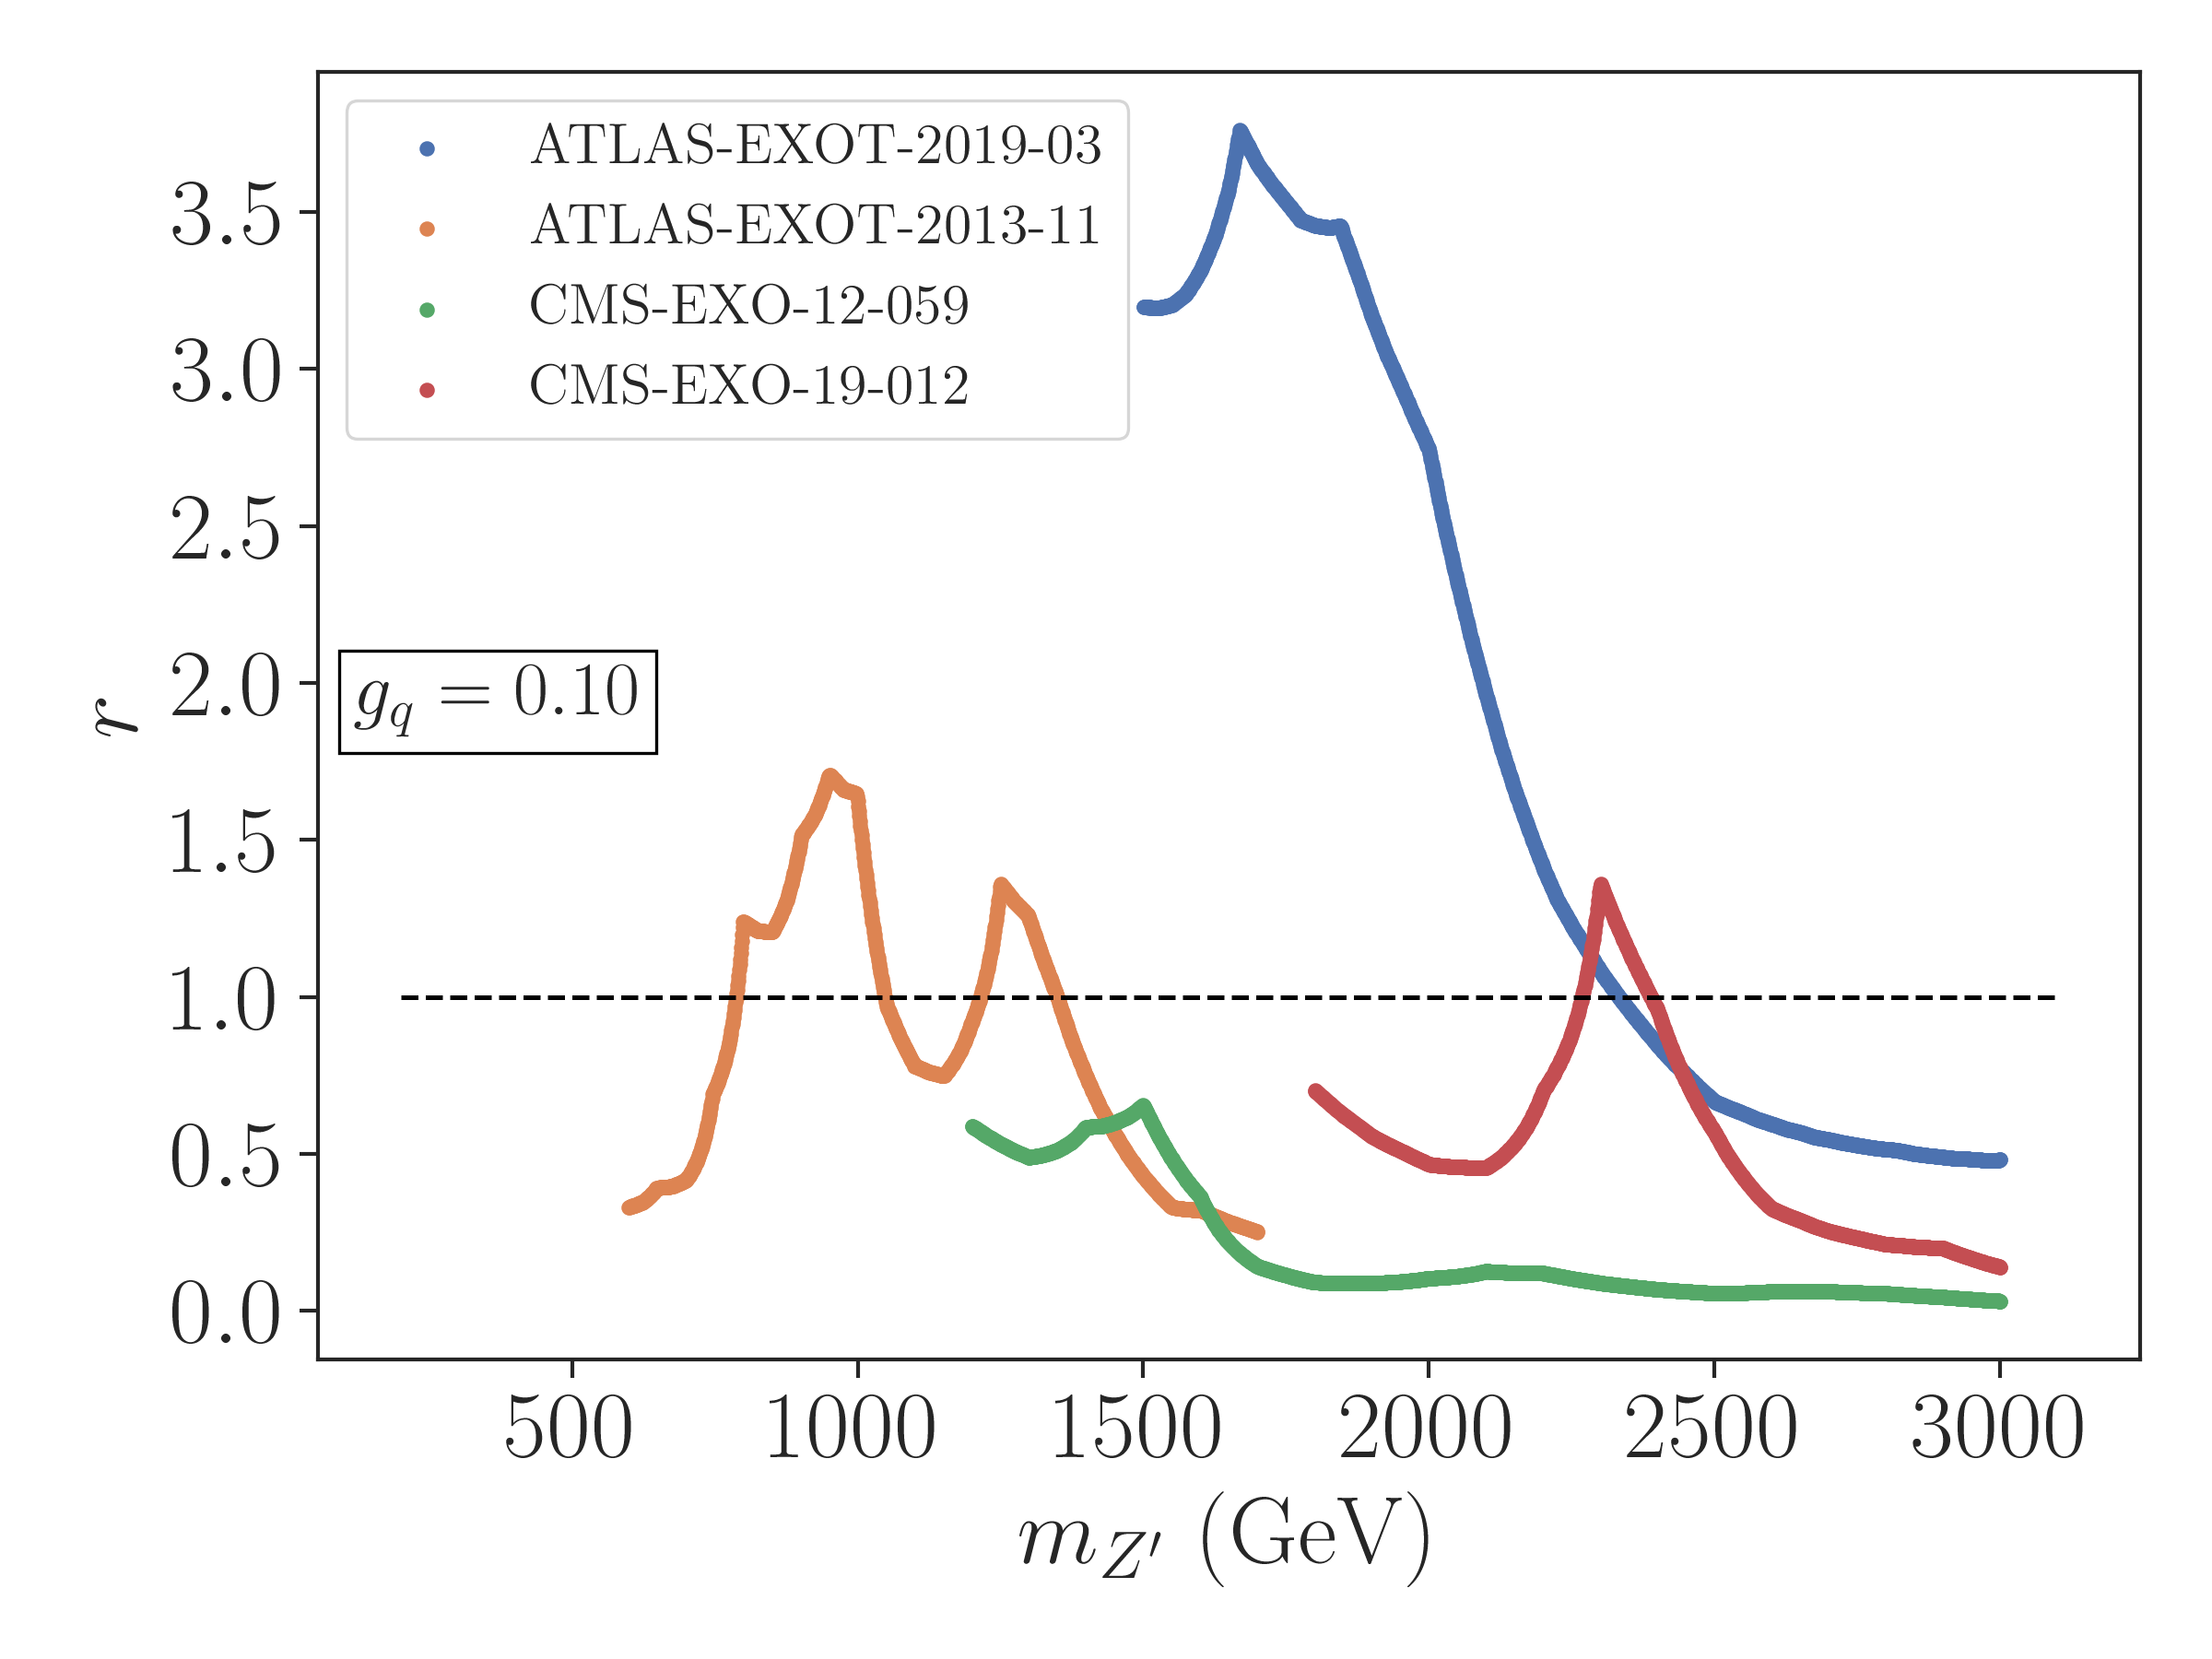 ATLAS-EXOT-2019-03
ATLAS-EXOT-2013-11
CMS-EXO-12-059
CMS-EXO-19-012
3.5
3.0
2.5
2.0
1.5
1.0
0.5
0.0
r
g_q = 0.10
500 1000 1500 2000 2500 3000
m_{Z'} (GeV)